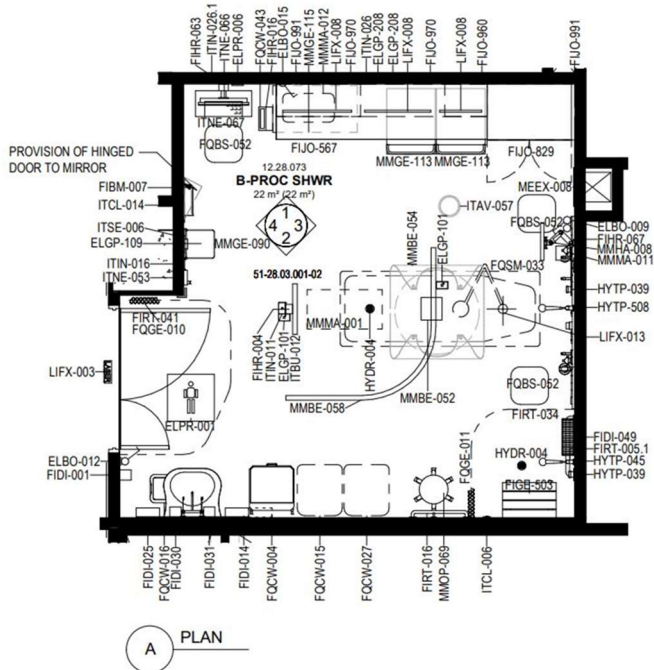 FIHR-063
ITIN-026.1
ITNE-066
ELPR-006
FQCW-043
FIHR-016
ELBO-015
FIJO-991
MMGE-115
MMMA-012
LIFX-008
FIJO-970
ITIN-026
ELGP-208
ELGP-208
LIFX-008
FIJO-970
LIFX-008
FIJO-960
FIJO-991
ITNE-067
FQBS-052
FIJO-567
MMGE-113
MMGE-113
FIJO-829
PROVISION OF HINGED
DOOR TO MIRROR
12.28.073
B-PROC SHWR
22 m² (22 m²)
FIBM-007
ITCL-014
MEEX-008
ITAV-057
FQBS-052
1
4 3
2
ITSE-006
ELGP-109
MMGE-090
ITIN-016
ITNE-053
MMBE-054
ELGP-101
ELBO-009
FIHR-067
MMHA-008
MMMA-011
FQSM-033
51-28.03.001-02
HYTP-039
HYTP-508
FIRT-041
FQGE-010
MMMA-001
LIFX-013
FIHR-004
ITIN-011
ELGP-101
ITBU-012
HYDR-004
LIFX-003
FQBS-052
MMBE-058
MMBE-052
ELPR-001
FIRT-034
FQGE-011
FIDI-049
FIRT-005.1
HYDR-004
HYTP-045
HYTP-039
ELBO-012
FIDI-001
FIGE-503
FIDI-025
FQCW-016
FIDI-030
FIDI-031
FIDI-014
FQCW-004
FQCW-015
FQCW-027
FIRT-016
MMOP-069
ITCL-006
A PLAN